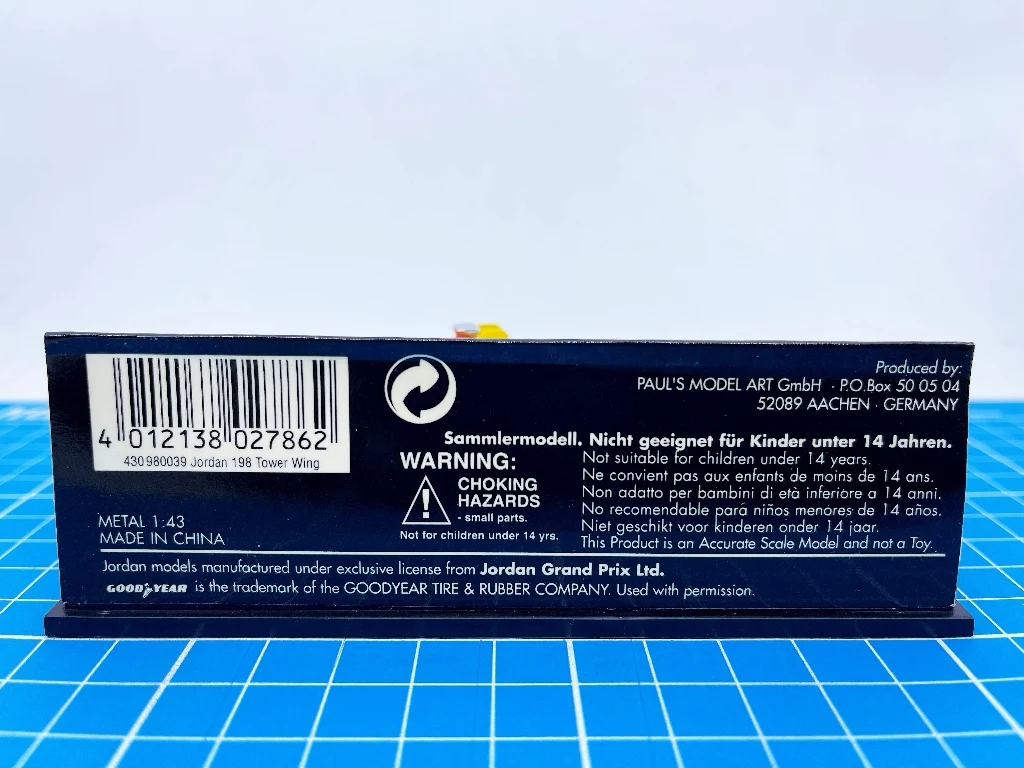 4 012138 027862
430 980039 Jordan 198 Tower Wing
METAL 1:43
MADE IN CHINA
Produced by:
PAUL'S MODEL ART GmbH · P.O.Box 50 05 04
52089 AACHEN · GERMANY
Sammlermodell. Nicht geeignet für Kinder unter 14 Jahren.
WARNING:
! CHOKING
HAZARDS
- small parts.
Not for children under 14 yrs.
Not suitable for children under 14 years.
Ne convient pas aux enfants de moins de 14 ans.
Non adatto per bambini di età inferiore a 14 anni.
No recomendable para niños menores de 14 años.
Niet geschikt voor kinderen onder 14 jaar.
This Product is an Accurate Scale Model and not a Toy.
Jordan models manufactured under exclusive license from Jordan Grand Prix Ltd.
GOODYEAR is the trademark of the GOODYEAR TIRE & RUBBER COMPANY. Used with permission.